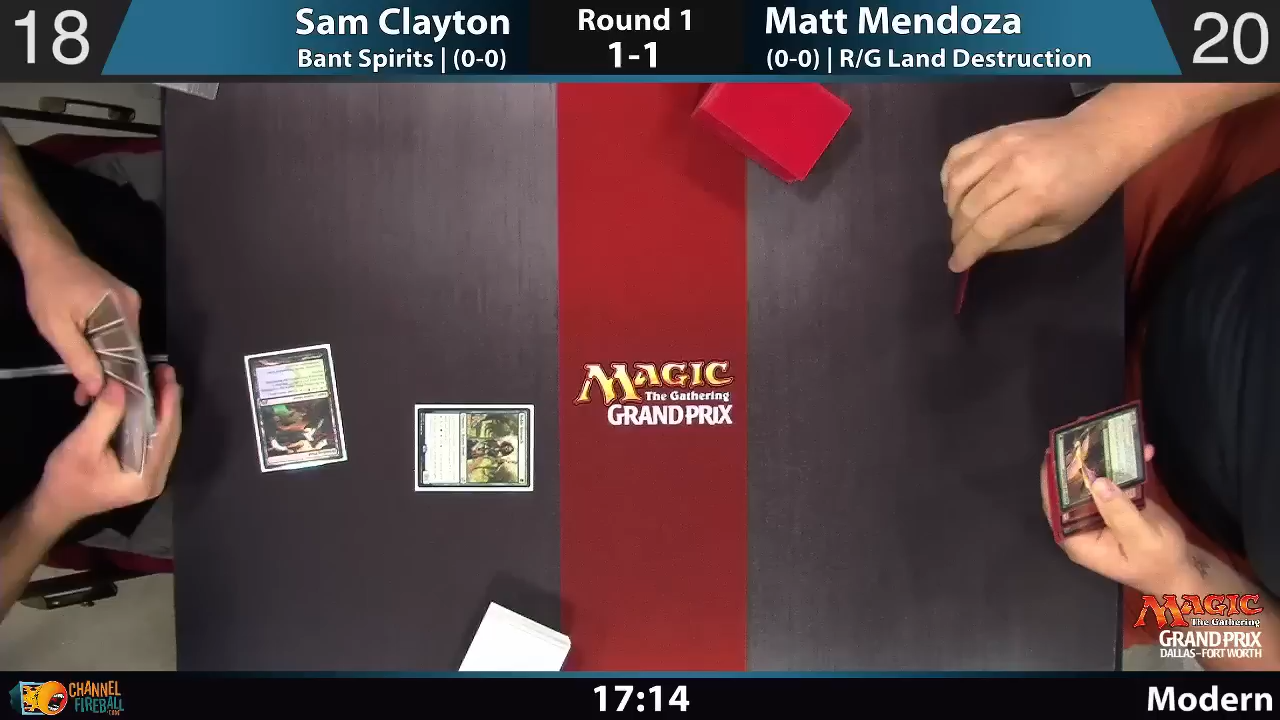 18
Sam Clayton
Bant Spirits | (0-0)
Round 1
1-1
Matt Mendoza
(0-0) | R/G Land Destruction
20
MAGIC
The Gathering
GRAND PRIX
MAGIC
The Gathering
GRAND PRIX
DALLAS-FORT WORTH
CHANNEL
FIREBALL
.COM
17:14
Modern